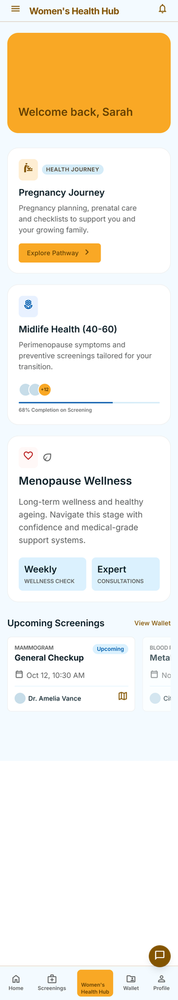 Women's Health Hub
Welcome back, Sarah
HEALTH JOURNEY
Pregnancy Journey
Pregnancy planning, prenatal care
and checklists to support you and
your growing family.
Explore Pathway
Midlife Health (40-60)
Perimenopause symptoms and
preventive screenings tailored for your
transition.
+12
68% Completion on Screening
Menopause Wellness
Long-term wellness and healthy
ageing. Navigate this stage with
confidence and medical-grade
support systems.
Weekly
WELLNESS CHECK
Expert
CONSULTATIONS
Upcoming Screenings
View Wallet
MAMMOGRAM
Upcoming
General Checkup
Oct 12, 10:30 AM
Dr. Amelia Vance
BLOOD
Home
Screenings
Women's
Health Hub
Wallet
Profile